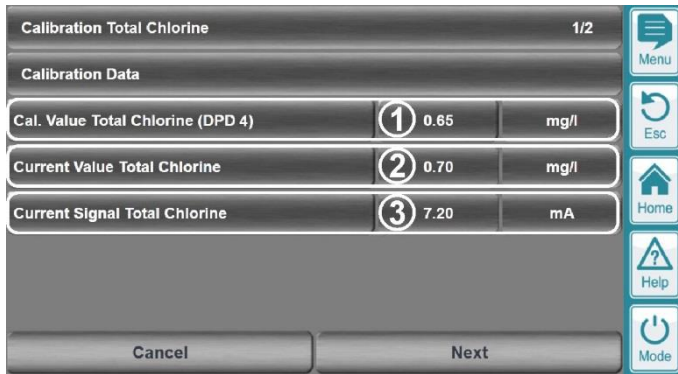 Calibration Total Chlorine 1/2
Calibration Data
Cal. Value Total Chlorine (DPD 4) 1 0.65 mg/l
Current Value Total Chlorine 2 0.70 mg/l
Current Signal Total Chlorine 3 7.20 mA
Cancel Next
Menu
Esc
Home
?
Help
Mode